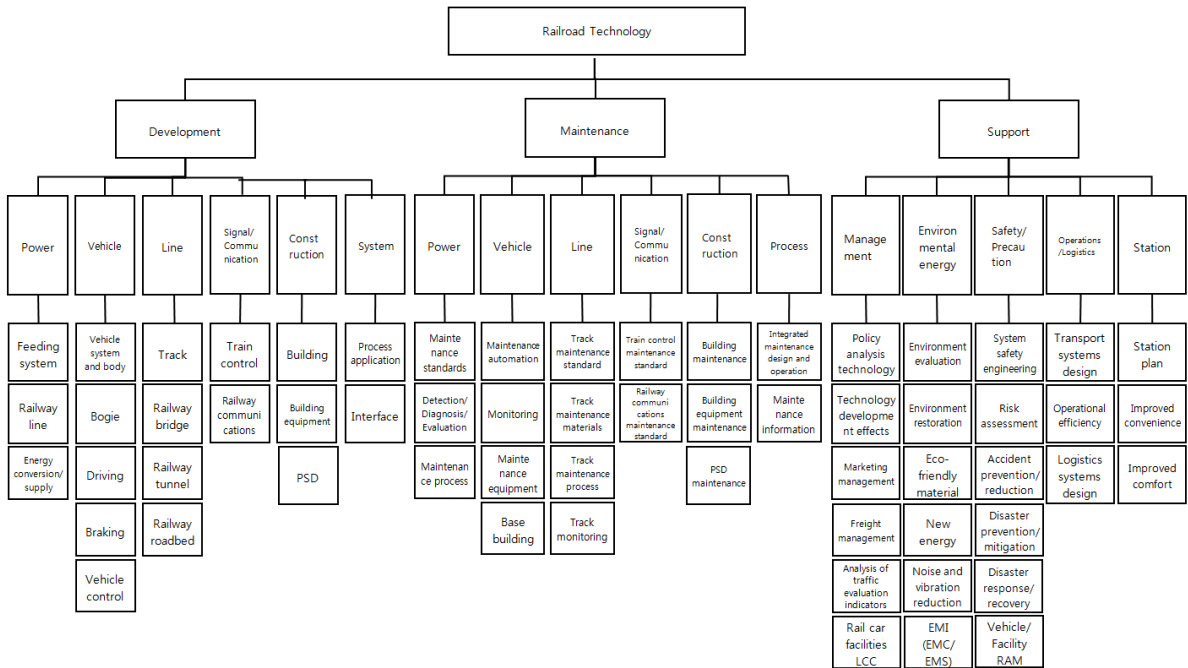 Railroad Technology
Development
Maintenance
Support
Power
Vehicle
Line
Signal/
Commu
nication
Const
ruction
System
Power
Vehicle
Line
Signal/
Commu
nication
Const
ruction
Process
Manage
ment
Environ
mental
energy
Safety/
Precau
tion
Operations
/Logistics
Station
Feeding
system
Railway
line
Energy
conversion/
supply
Vehicle
system
and body
Bogie
Driving
Braking
Vehicle
control
Track
Railway
bridge
Railway
tunnel
Railway
roadbed
Train
control
Railway
communi
cations
Building
Building
equipment
PSD
Process
application
Interface
Mainte
nance
standards
Detection/
Diagnosis/
Evaluation
Maintenan
ce process
Maintenance
automation
Monitoring
Mainte
nance
equipment
Base
building
Track
maintenance
standard
Track
maintenance
materials
Track
maintenance
process
Track
monitoring
Train control
maintenance
standard
Railway
communi
cations
maintenance
standard
Building
maintenance
Building
equipment
maintenance
PSD
maintenance
Integrated
maintenance
design and
operation
Mainte
nance
information
Policy
analysis
technology
Technology
developme
nt effects
Marketing
management
Freight
management
Analysis of
traffic
evaluation
indicators
Rail car
facilities
LCC
Environment
evaluation
Environment
restoration
Eco-
friendly
material
New
energy
Noise and
vibration
reduction
EMI
(EMC/
EMS)
System
safety
engineering
Risk
assessment
Accident
prevention/
reduction
Disaster
prevention/
mitigation
Disaster
response/
recovery
Vehicle/
Facility
RAM
Transport
systems
design
Operational
efficiency
Logistics
systems
design
Station
plan
Improved
convenience
Improved
comfort